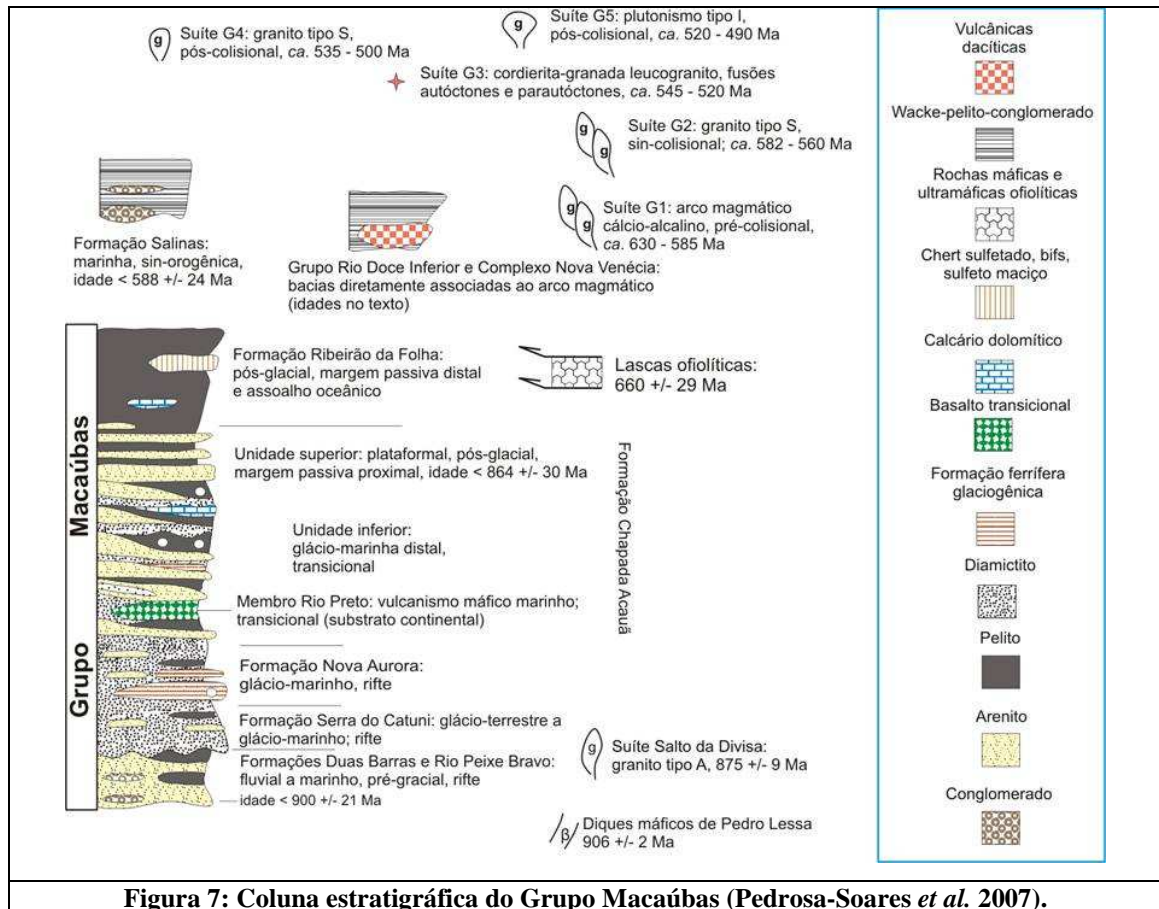 Suíte G4: granito tipo S,
pós-colisional, ca. 535 - 500 Ma
g
Suíte G5: plutonismo tipo I,
pós-colisional, ca. 520 - 490 Ma
g
Suíte G3: cordierita-granada leucogranito, fusões
autóctones e parautóctones, ca. 545 - 520 Ma
Suíte G2: granito tipo S,
sin-colisional; ca. 582 - 560 Ma
g
g
Suíte G1: arco magmático
cálcio-alcalino, pré-colisional,
ca. 630 - 585 Ma
g
g
Formação Salinas:
marinha, sin-orogênica,
idade < 588 +/- 24 Ma
Grupo Rio Doce Inferior e Complexo Nova Venécia:
bacias diretamente associadas ao arco magmático
(idades no texto)
Grupo Macaúbas
Formação Ribeirão da Folha:
pós-glacial, margem passiva distal
e assoalho oceânico
Lascas ofiolíticas:
660 +/- 29 Ma
Unidade superior: plataformal, pós-glacial,
margem passiva proximal, idade < 864 +/- 30 Ma
Unidade inferior:
glácio-marinha distal,
transicional
Formação Chapada Acauã
Membro Rio Preto: vulcanismo máfico marinho;
transicional (substrato continental)
Formação Nova Aurora:
glácio-marinho, rifte
Formação Serra do Catuni: glácio-terrestre a
glácio-marinho; rifte
Formações Duas Barras e Rio Peixe Bravo:
fluvial a marinho, pré-gracial, rifte
idade < 900 +/- 21 Ma
g
Suíte Salto da Divisa:
granito tipo A, 875 +/- 9 Ma
β
Diques máficos de Pedro Lessa
906 +/- 2 Ma
Vulcânicas
dacíticas
Wacke-pelito-conglomerado
Rochas máficas e
ultramáficas ofiolíticas
Chert sulfetado, bifs,
sulfeto maciço
Calcário dolomítico
Basalto transicional
Formação ferrífera
glaciogênica
Diamictito
Pelito
Arenito
Conglomerado
Figura 7: Coluna estratigráfica do Grupo Macaúbas (Pedrosa-Soares et al. 2007).